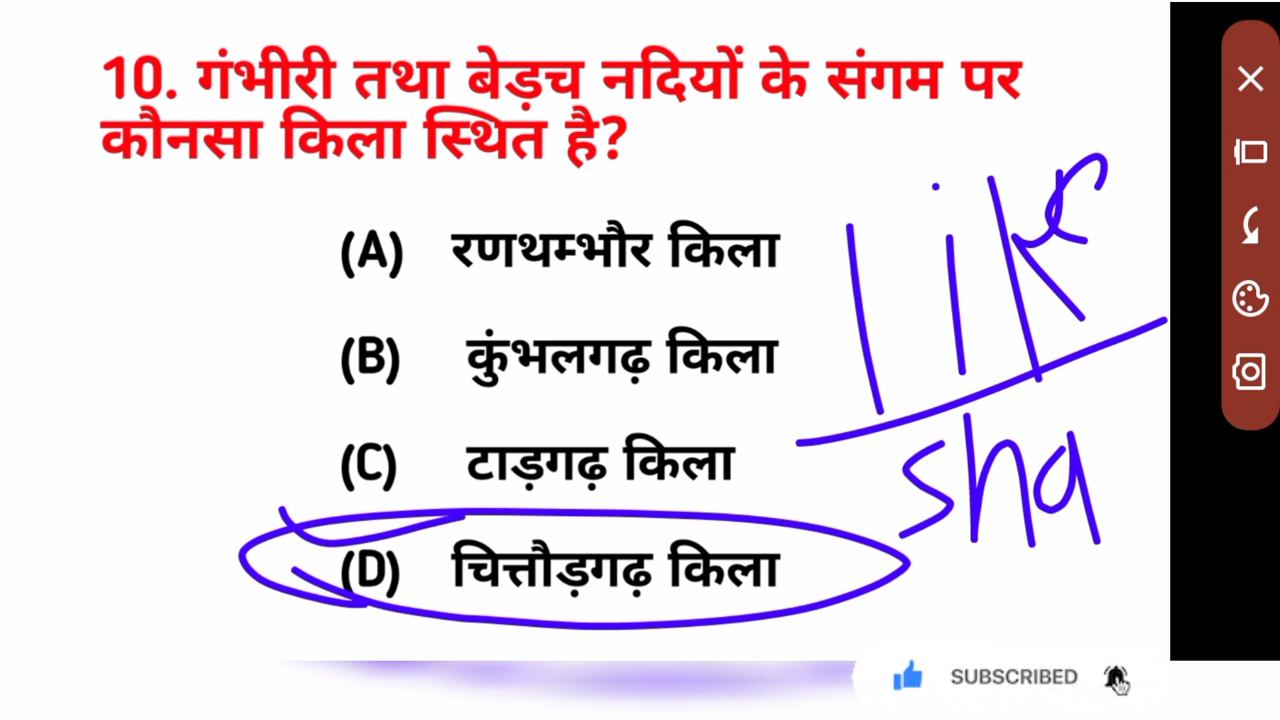 10. गंभीरी तथा बेड़च नदियों के संगम पर
कौनसा किला स्थित है?
(A) रणथम्भौर किला
(B) कुंभलगढ़ किला
(C) टाड़गढ़ किला
(D) चित्तौड़गढ़ किला
like
sha
SUBSCRIBED